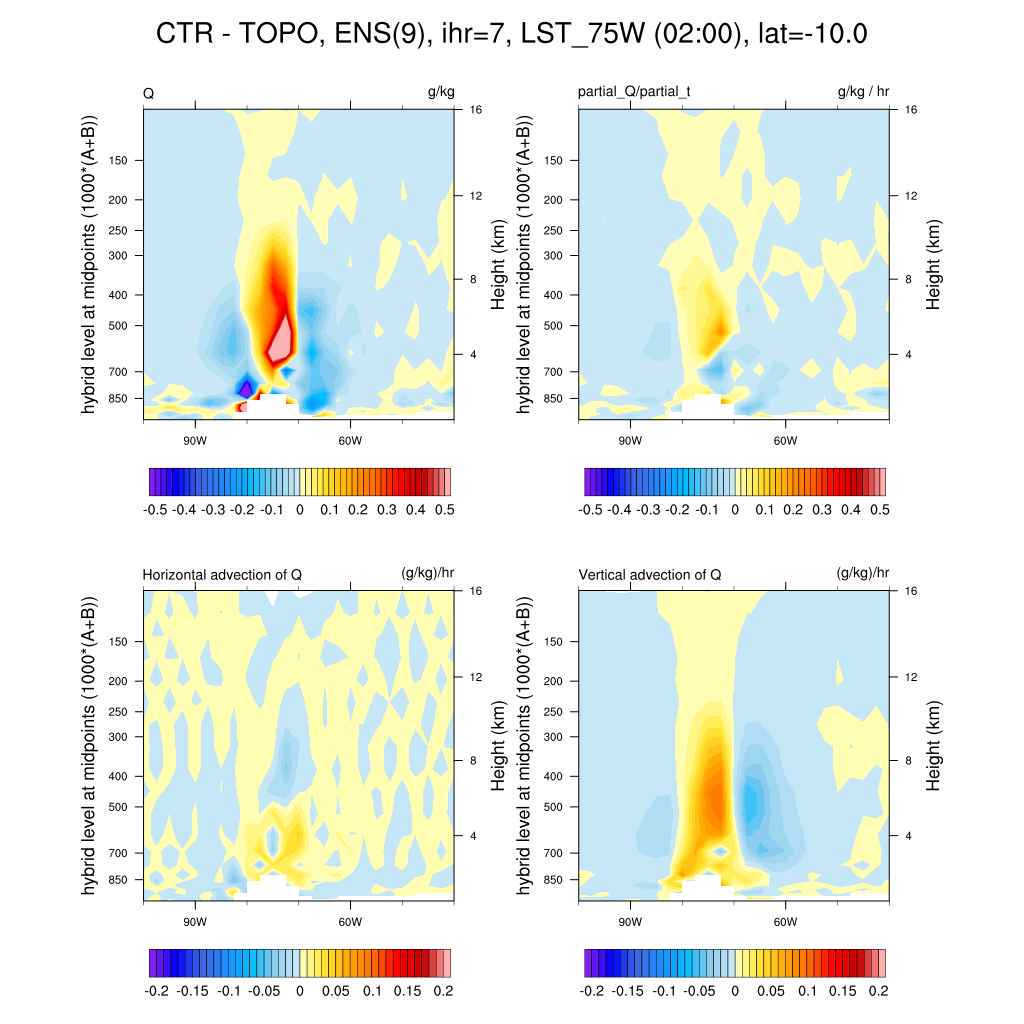 CTR - TOPO, ENS(9), ihr=7, LST_75W (02:00), lat=-10.0
Q g/kg
hybrid level at midpoints (1000*(A+B))
150
200
250
300
400
500
700
850
16
12
8
4
Height (km)
90W 60W
-0.5 -0.4 -0.3 -0.2 -0.1 0 0.1 0.2 0.3 0.4 0.5
partial_Q/partial_t g/kg / hr
hybrid level at midpoints (1000*(A+B))
150
200
250
300
400
500
700
850
16
12
8
4
Height (km)
90W 60W
-0.5 -0.4 -0.3 -0.2 -0.1 0 0.1 0.2 0.3 0.4 0.5
Horizontal advection of Q (g/kg)/hr
hybrid level at midpoints (1000*(A+B))
150
200
250
300
400
500
700
850
16
12
8
4
Height (km)
90W 60W
-0.2 -0.15 -0.1 -0.05 0 0.05 0.1 0.15 0.2
Vertical advection of Q (g/kg)/hr
hybrid level at midpoints (1000*(A+B))
150
200
250
300
400
500
700
850
16
12
8
4
Height (km)
90W 60W
-0.2 -0.15 -0.1 -0.05 0 0.05 0.1 0.15 0.2